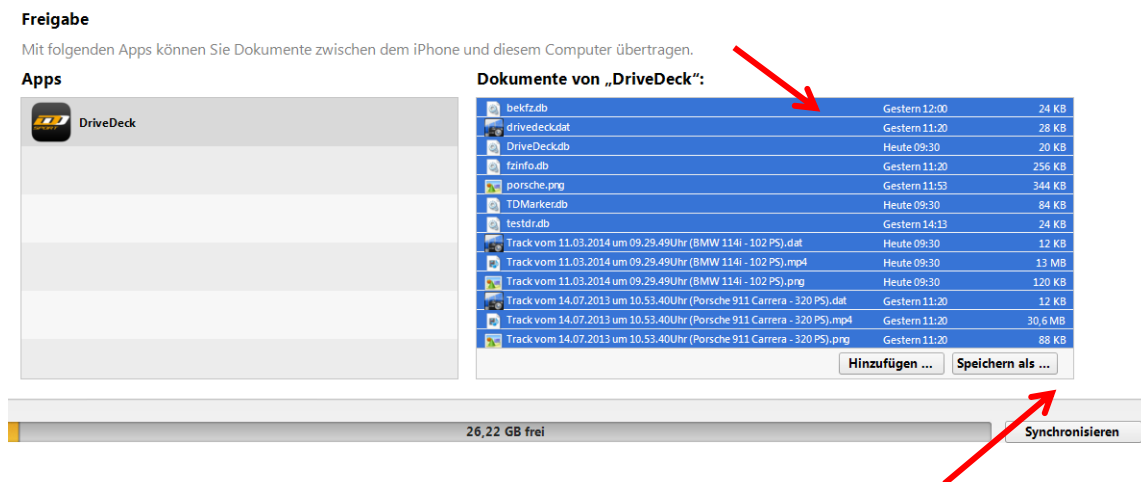 Freigabe
Mit folgenden Apps können Sie Dokumente zwischen dem iPhone und diesem Computer übertragen.
Apps
Dokumente von „DriveDeck“:
DD SPORT DriveDeck
bekfz.db Gestern 12:00 24 KB
drivedeck.dat Gestern 11:20 28 KB
DriveDeck.db Heute 09:30 20 KB
fzinfo.db Gestern 11:20 256 KB
porsche.png Gestern 11:53 344 KB
TDMarker.db Heute 09:30 84 KB
testdr.db Gestern 14:13 24 KB
Track vom 11.03.2014 um 09.29.49Uhr (BMW 114i - 102 PS).dat Heute 09:30 12 KB
Track vom 11.03.2014 um 09.29.49Uhr (BMW 114i - 102 PS).mp4 Heute 09:30 13 MB
Track vom 11.03.2014 um 09.29.49Uhr (BMW 114i - 102 PS).png Heute 09:30 120 KB
Track vom 14.07.2013 um 10.53.40Uhr (Porsche 911 Carrera - 320 PS).dat Gestern 11:20 12 KB
Track vom 14.07.2013 um 10.53.40Uhr (Porsche 911 Carrera - 320 PS).mp4 Gestern 11:20 30,6 MB
Track vom 14.07.2013 um 10.53.40Uhr (Porsche 911 Carrera - 320 PS).png Gestern 11:20 88 KB
Hinzufügen ... Speichern als ...
26,22 GB frei Synchronisieren